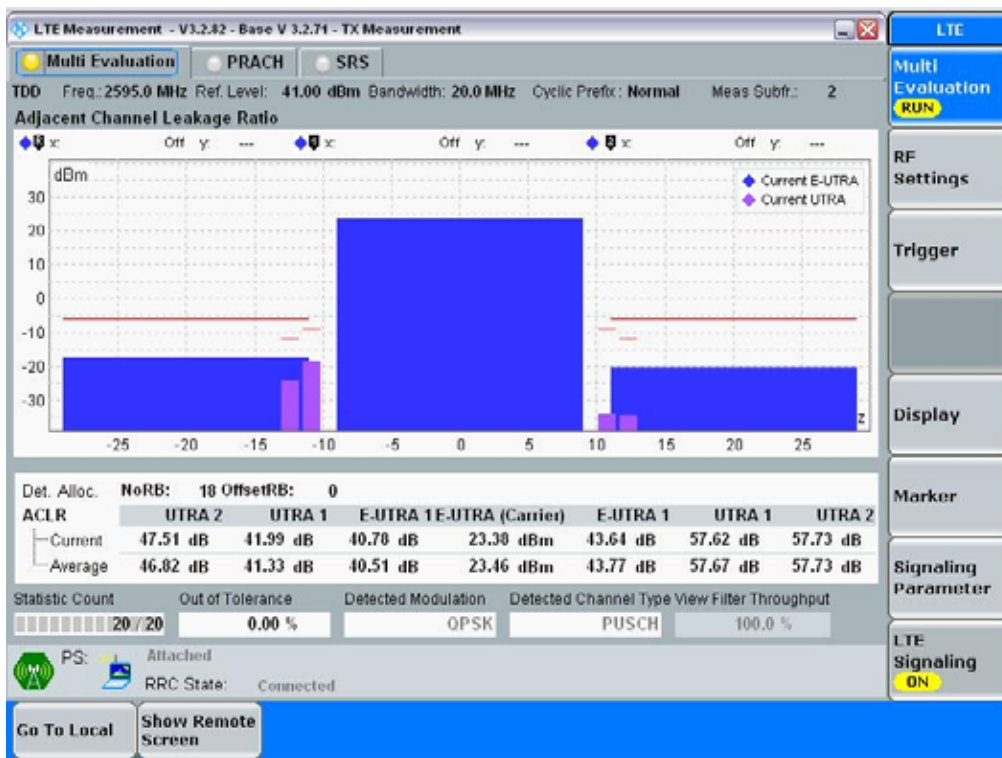 LTE Measurement - V3.2.82 - Base V 3.2.71 - TX Measurement
LTE
Multi Evaluation PRACH SRS
Multi
Evaluation
RUN
TDD Freq.: 2595.0 MHz Ref. Level: 41.00 dBm Bandwidth: 20.0 MHz Cyclic Prefix: Normal Meas Subfr.: 2
Adjacent Channel Leakage Ratio
x: Off y: --- x: Off y: --- x: Off y: ---
RF
Settings
dBm
Current E-UTRA
Current UTRA
30
20
10
0
-10
-20
-30
-25 -20 -15 -10 -5 0 5 10 15 20 25
Trigger
Display
Det. Alloc. NoRB: 18 OffsetRB: 0
ACLR UTRA 2 UTRA 1 E-UTRA 1 E-UTRA (Carrier) E-UTRA 1 UTRA 1 UTRA 2
Current 47.51 dB 41.99 dB 40.78 dB 23.38 dBm 43.64 dB 57.62 dB 57.73 dB
Average 46.82 dB 41.33 dB 40.51 dB 23.46 dBm 43.77 dB 57.67 dB 57.73 dB
Marker
Statistic Count Out of Tolerance Detected Modulation Detected Channel Type View Filter Throughput
20 / 20 0.00 % QPSK PUSCH 100.0 %
Signaling
Parameter
PS: Attached
RRC State: Connected
LTE
Signaling
ON
Go To Local
Show Remote
Screen